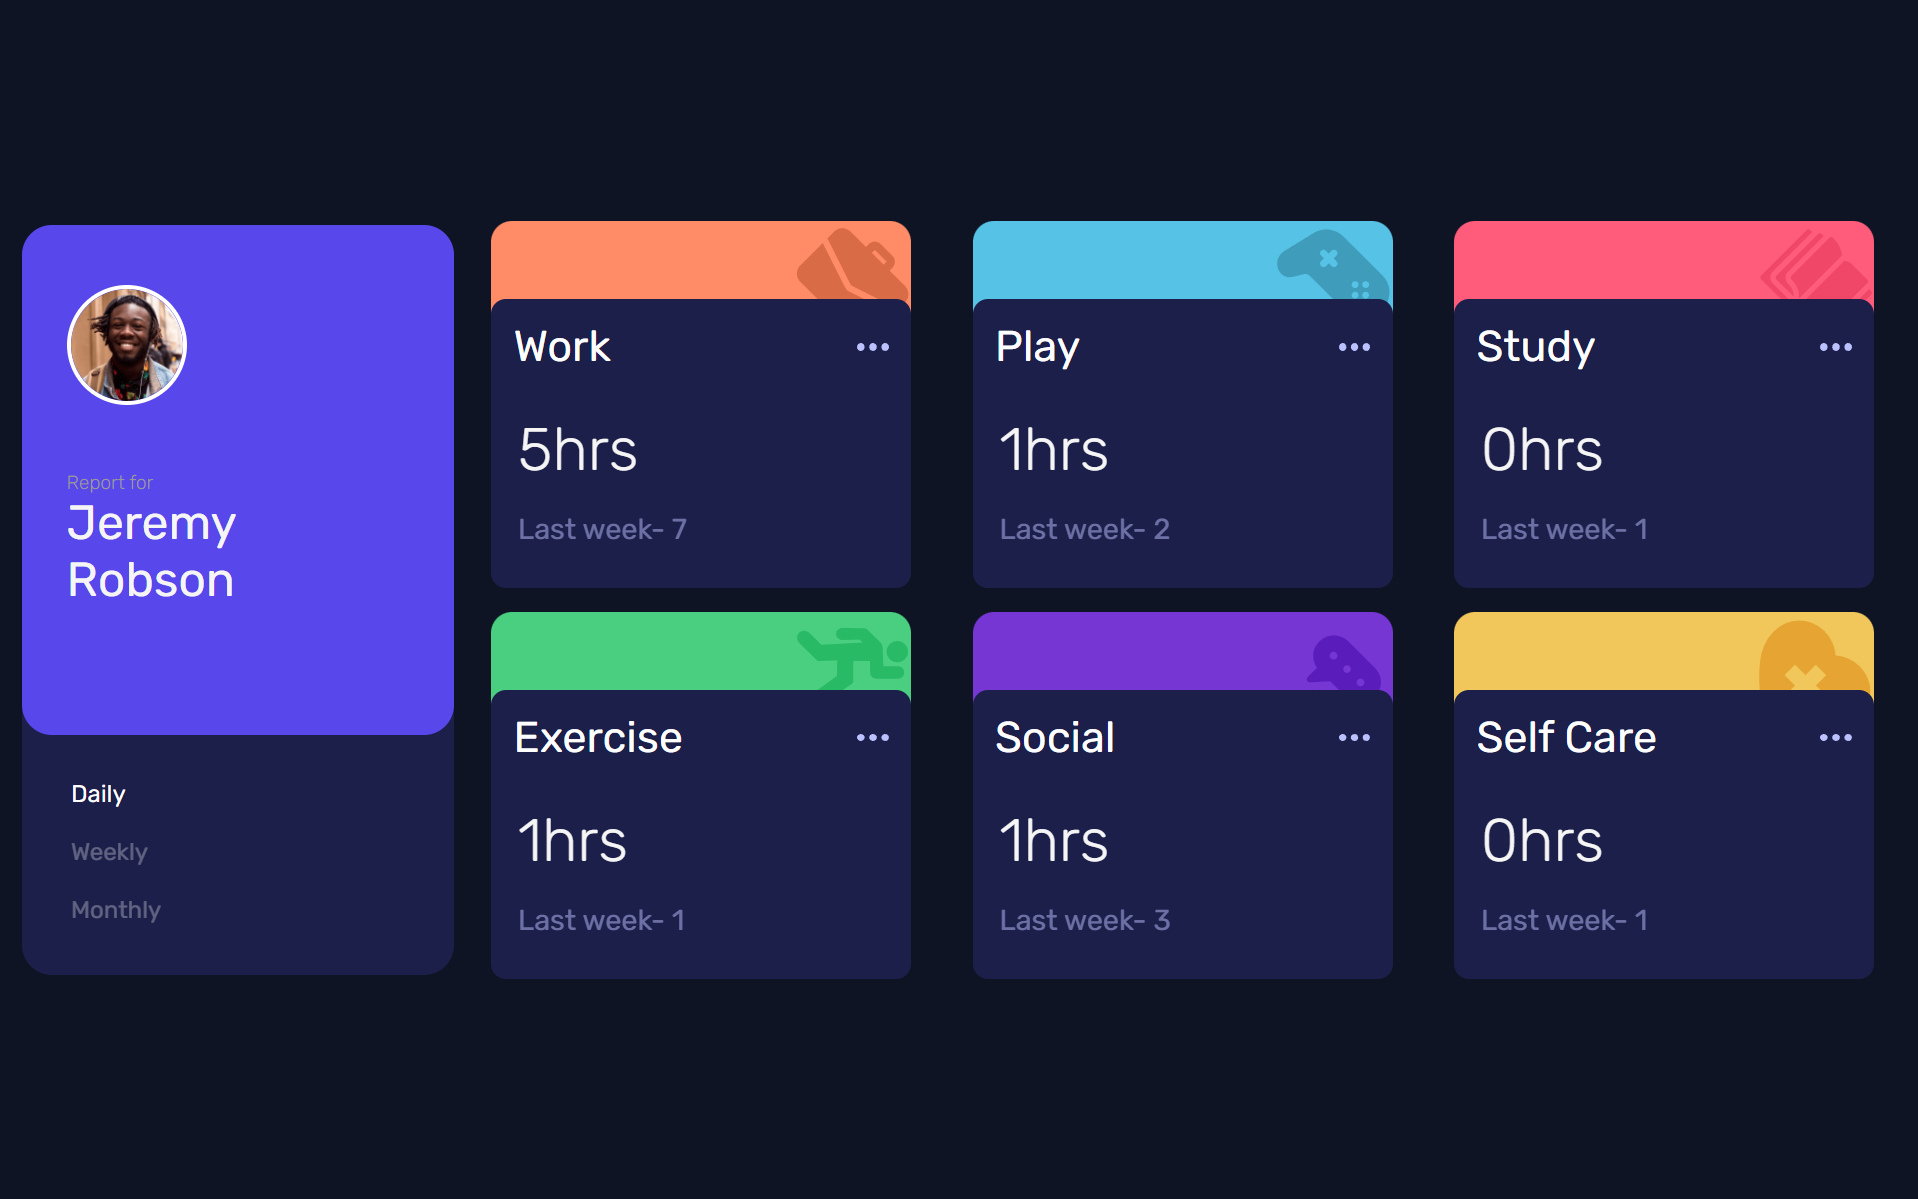 Report for
Jeremy
Robson
Daily
Weekly
Monthly
Work
5hrs
Last week- 7
Play
1hrs
Last week- 2
Study
0hrs
Last week- 1
Exercise
1hrs
Last week- 1
Social
1hrs
Last week- 3
Self Care
0hrs
Last week- 1